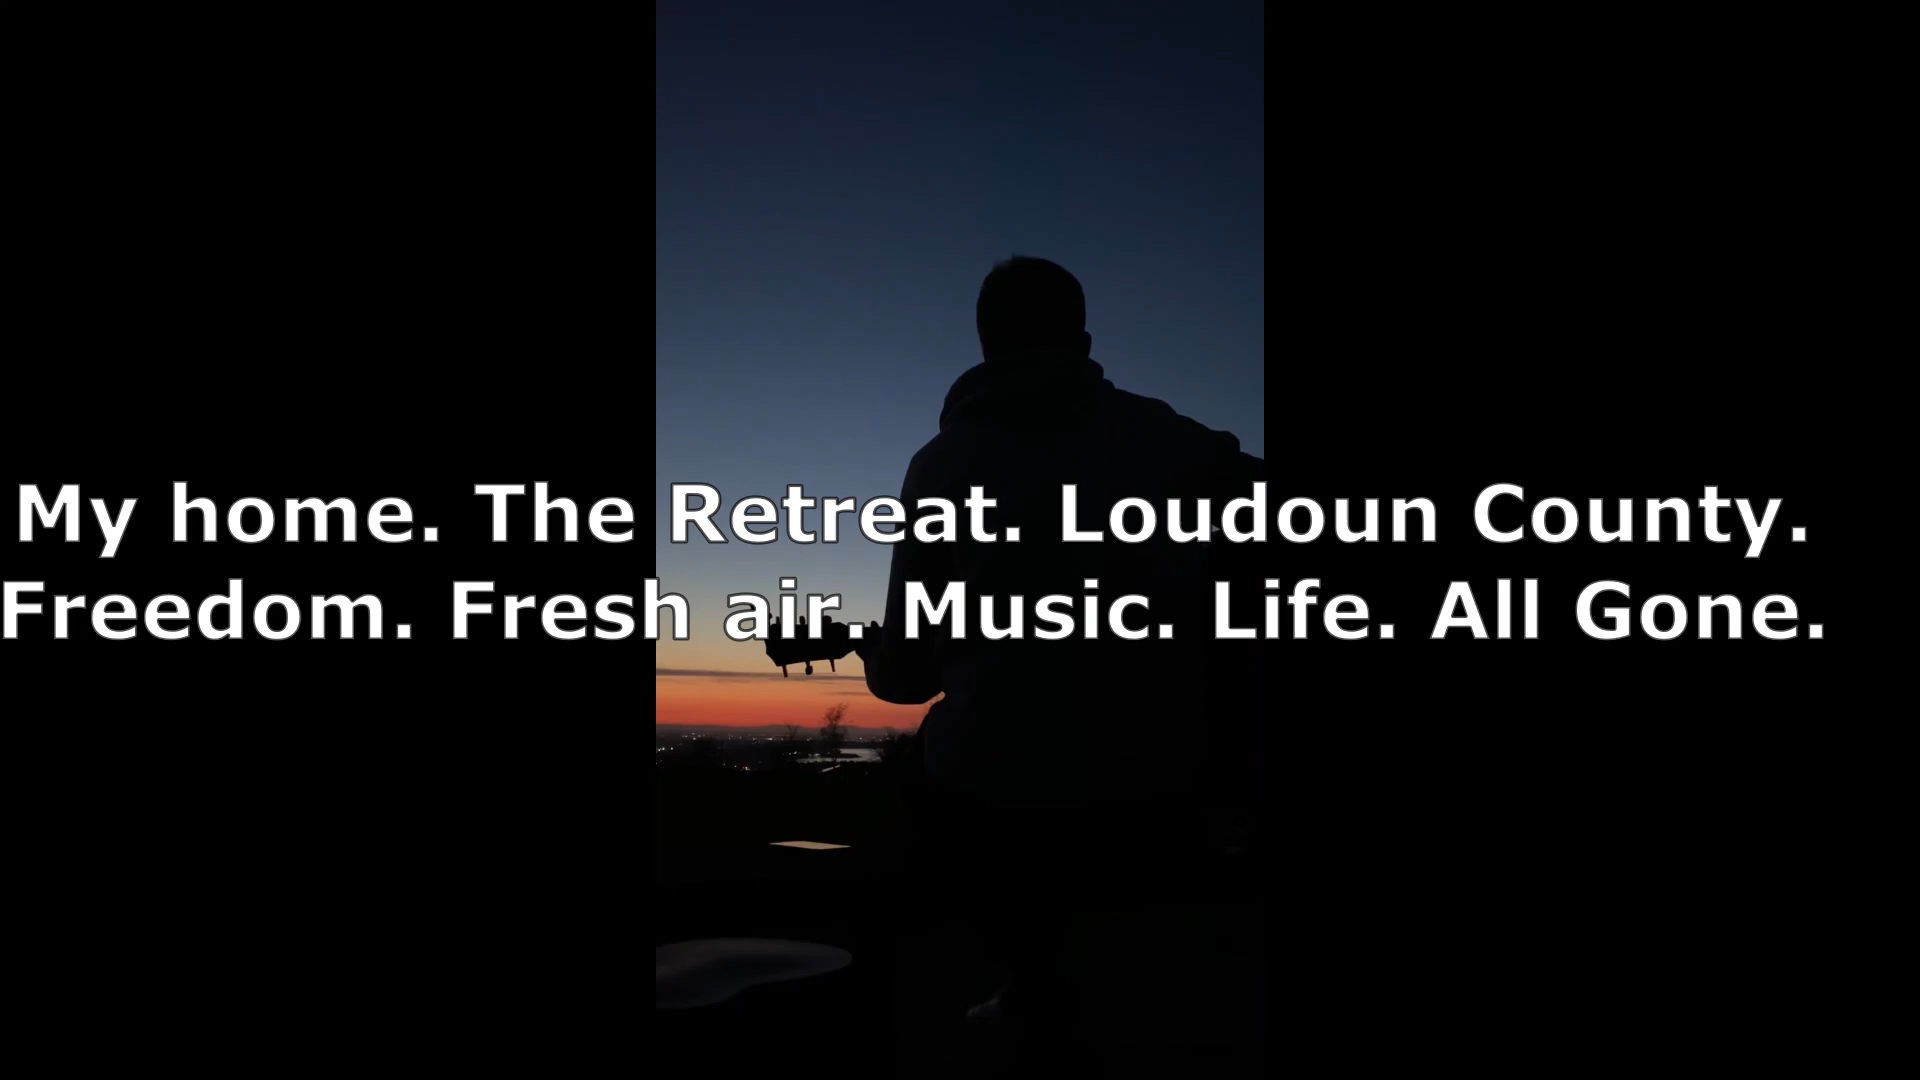 My home. The Retreat. Loudoun County.
Freedom. Fresh air. Music. Life. All Gone.